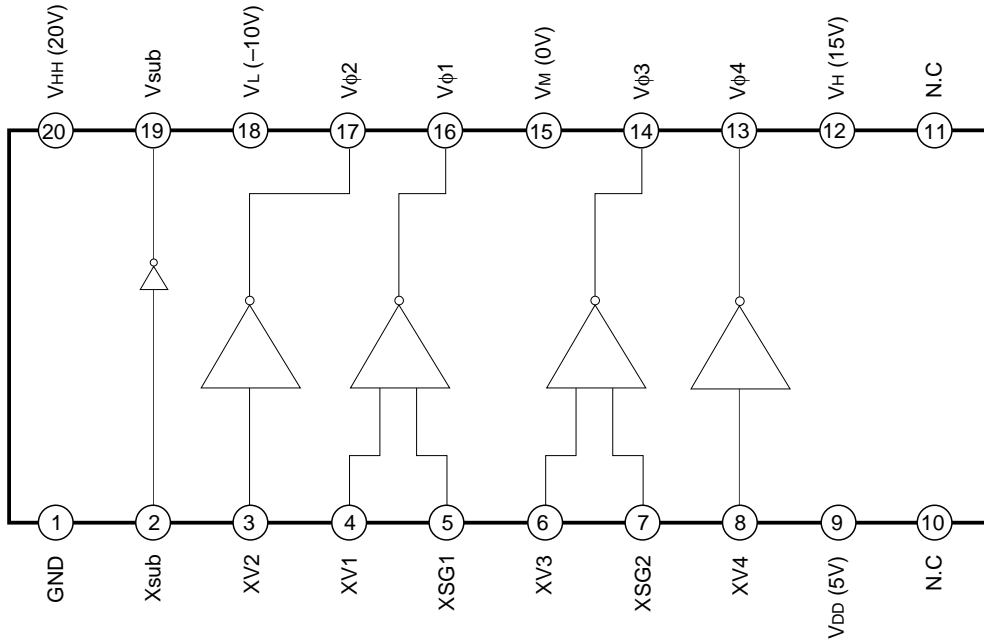 VHH (20V)
Vsub
VL (–10V)
Vϕ2
Vϕ1
VM (0V)
Vϕ3
Vϕ4
VH (15V)
N.C
20
19
18
17
16
15
14
13
12
11
1
2
3
4
5
6
7
8
9
10
GND
Xsub
XV2
XV1
XSG1
XV3
XSG2
XV4
VDD (5V)
N.C